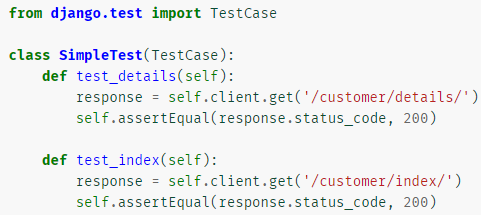 from django.test import TestCase
class SimpleTest(TestCase):
    def test_details(self):
        response = self.client.get('/customer/details/')
        self.assertEqual(response.status_code, 200)
    def test_index(self):
        response = self.client.get('/customer/index/')
        self.assertEqual(response.status_code, 200)